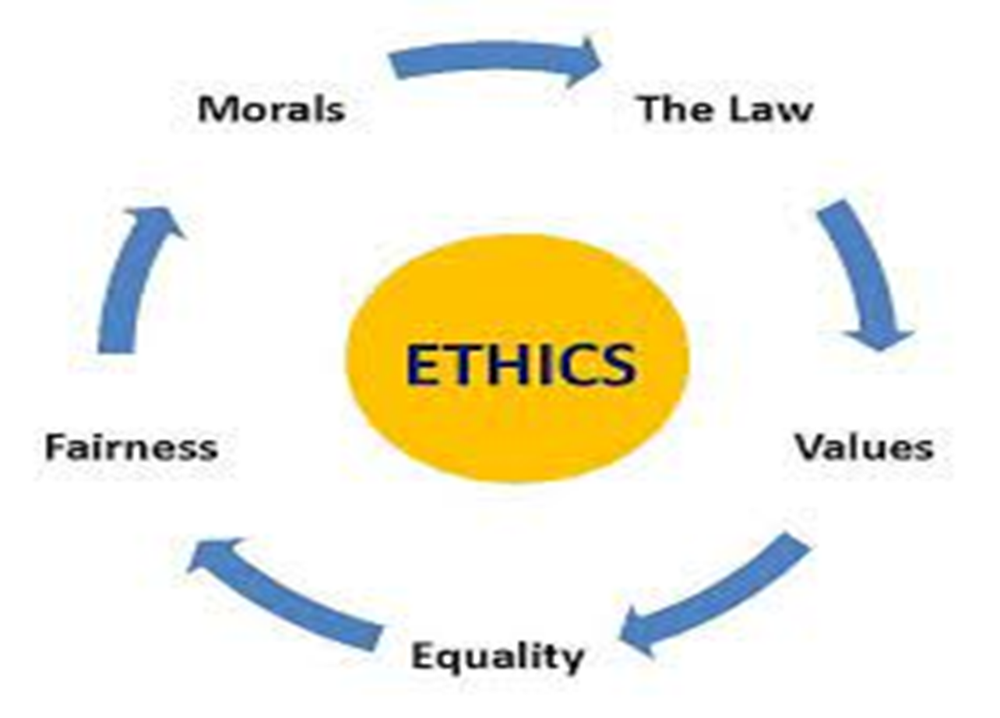 Morals
The Law
ETHICS
Fairness
Values
Equality